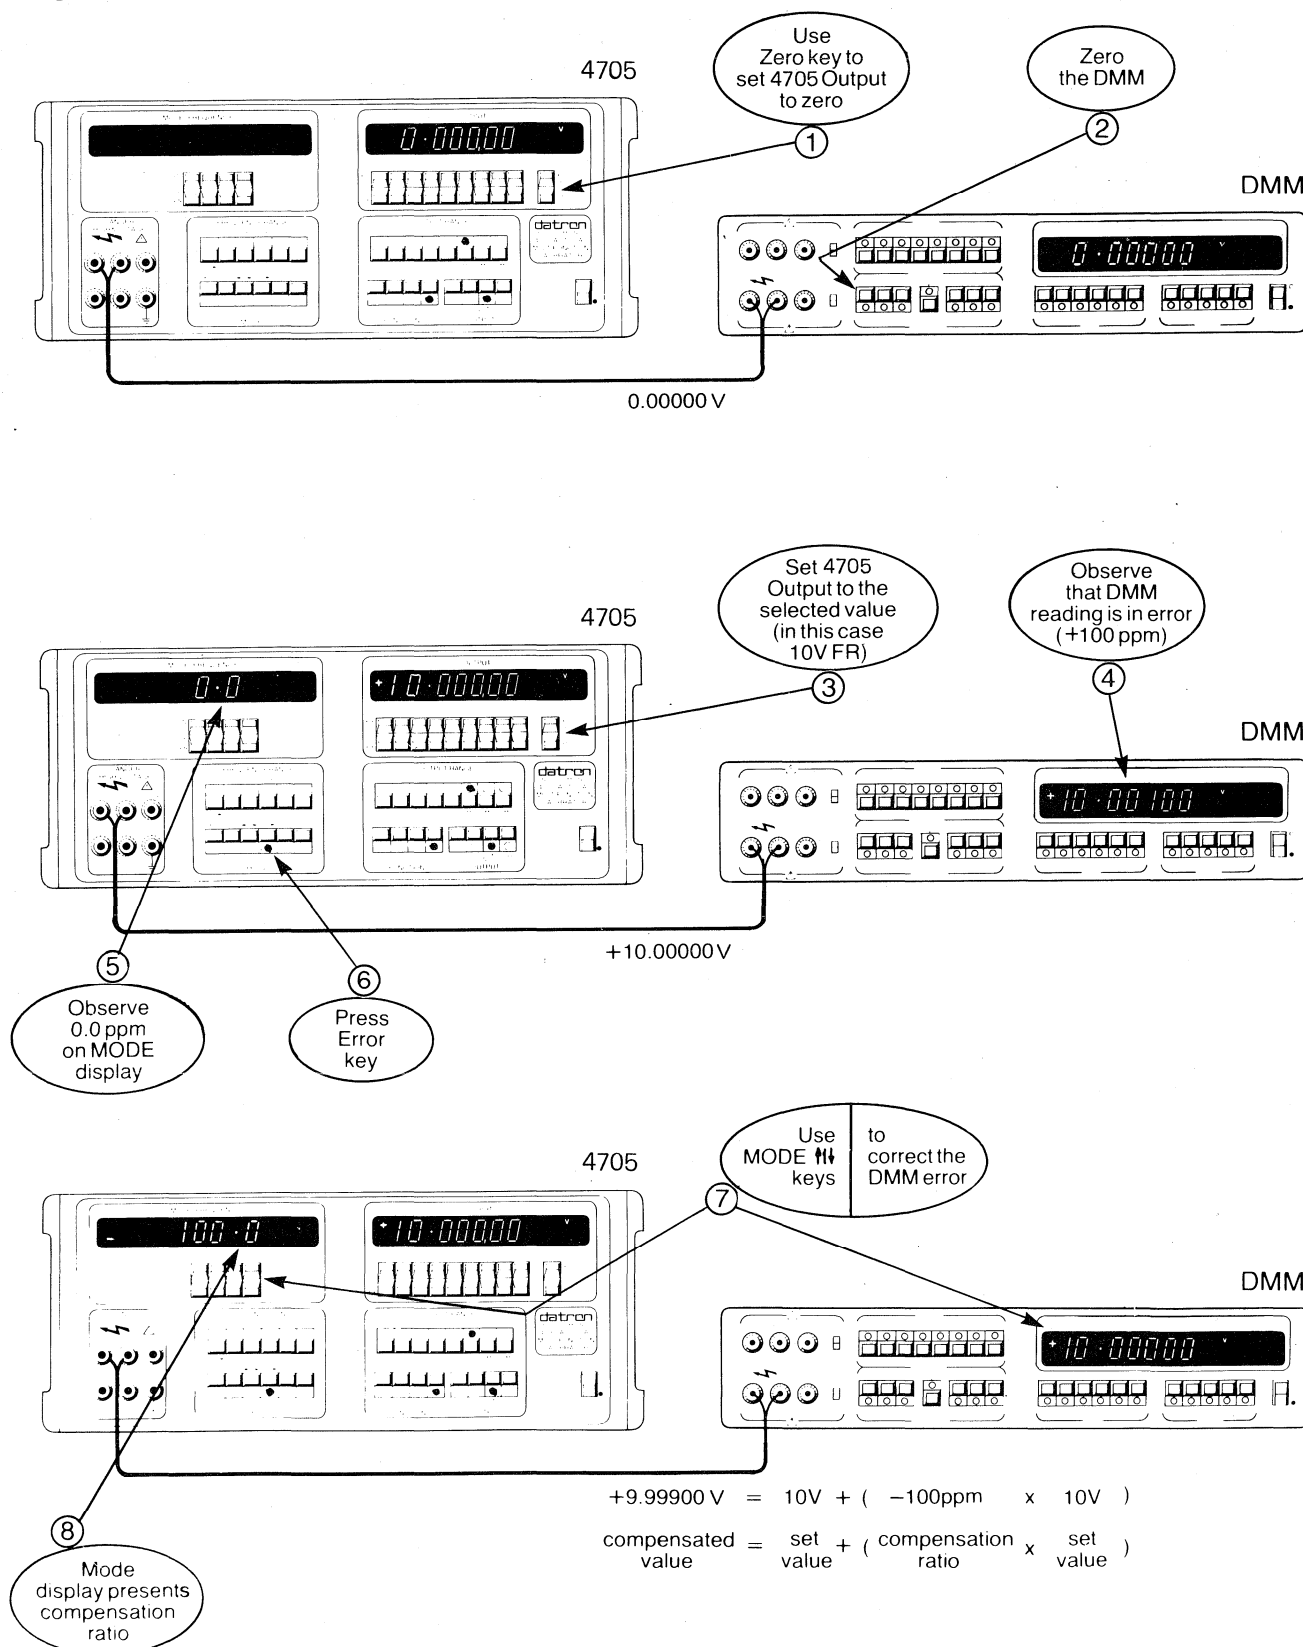 4705
Use
Zero key to
set 4705 Output
to zero
1
Zero
the DMM
2
0·000,00 V
datron
DMM
0·00000 V
0.00000 V
4705
Set 4705
Output to the
selected value
(in this case
10V FR)
3
Observe
that DMM
reading is in error
(+100 ppm)
4
0·0
OUTPUT
+10·000,00 V
datron
DMM
+10·00100 V
+10.00000V
5
Observe
0.0 ppm
on MODE
display
6
Press
Error
key
4705
Use
MODE
keys
to
correct the
DMM error
7
- 100·0
+10·000,00 V
datron
DMM
+10·00000 V
8
Mode
display presents
compensation
ratio
+9.99900 V = 10V + ( −100ppm x 10V )
compensated value = set value + ( compensation ratio x set value )